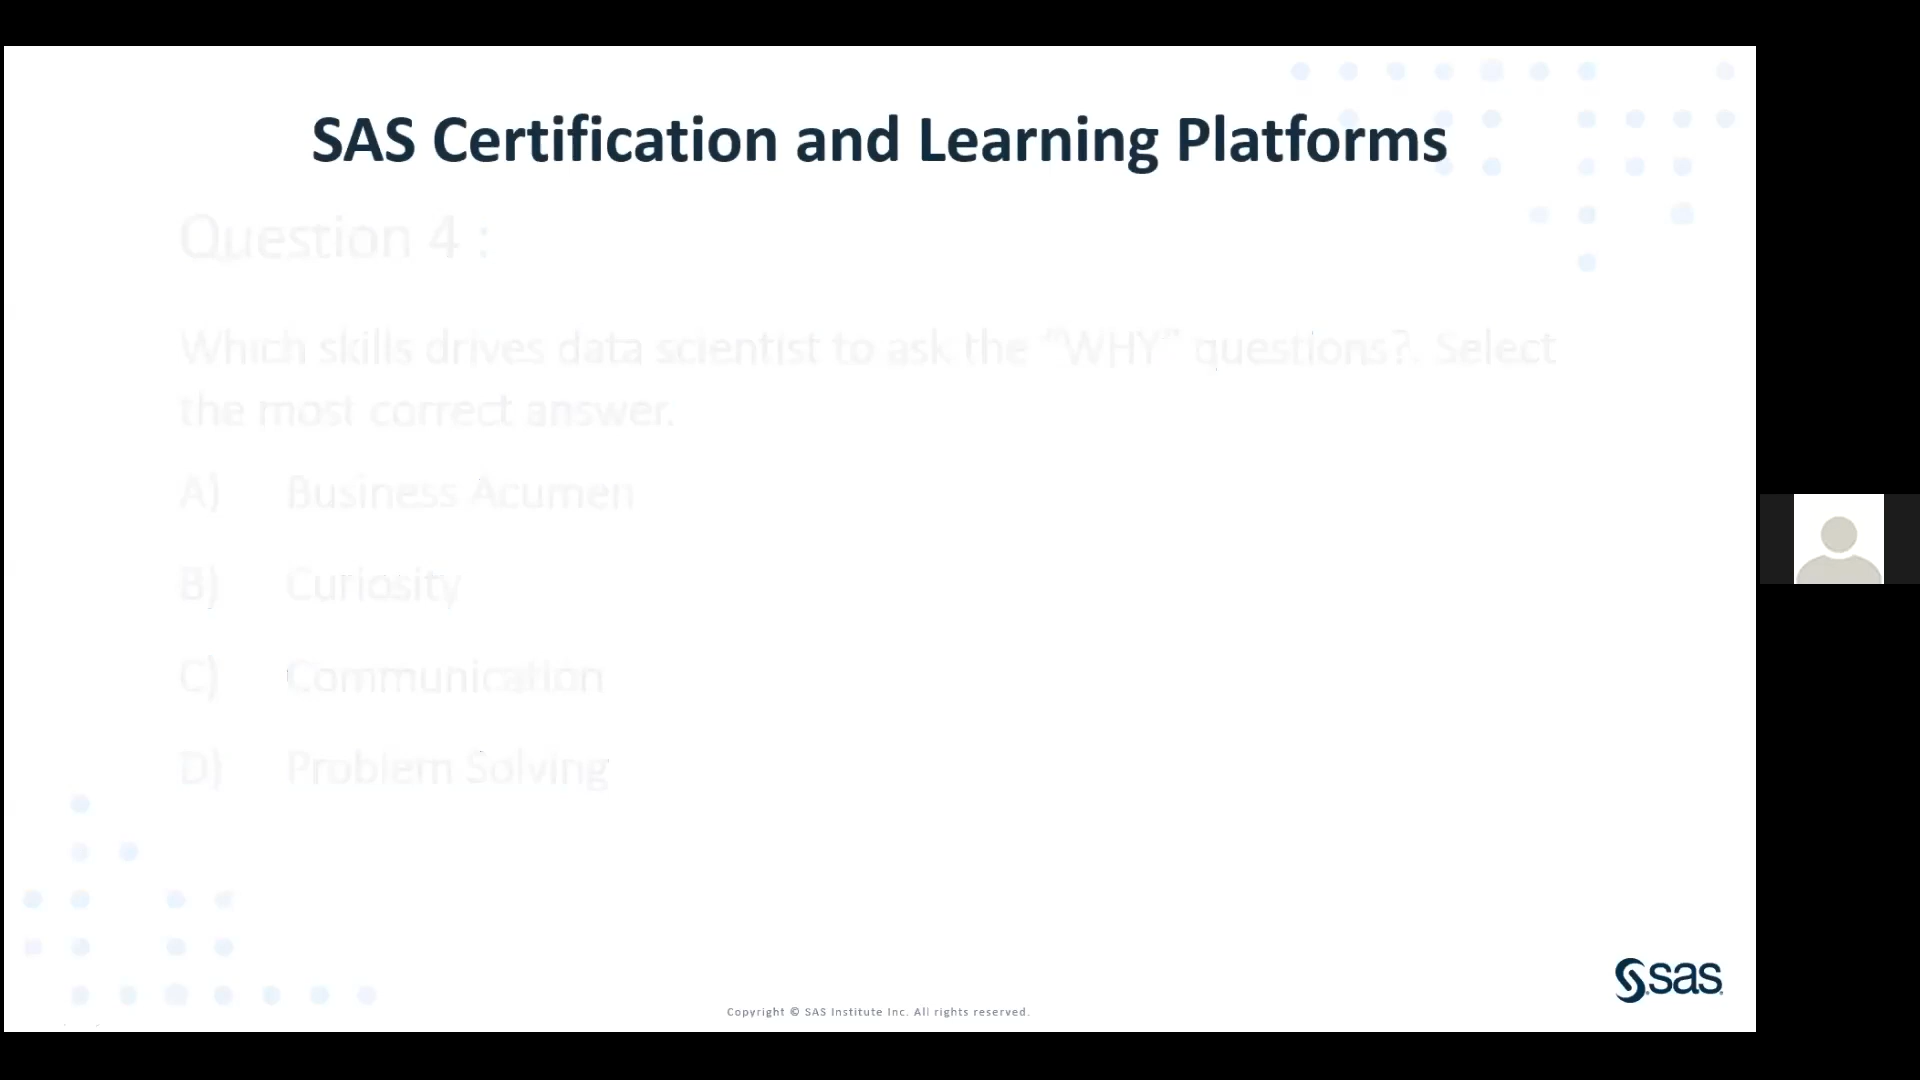 SAS Certification and Learning Platforms
Question 4 :
Which skills drives data scientist to ask the “WHY” questions?. Select
the most correct answer.
A) Business Acumen
B) Curiosity
C) Communication
D) Problem Solving
sas
Copyright © SAS Institute Inc. All rights reserved.